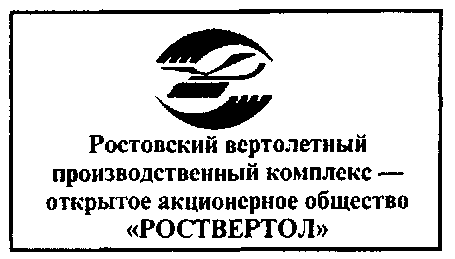 Ростовский вертолетный
производственный комплекс —
открытое акционерное общество
«РОСТВЕРТОЛ»